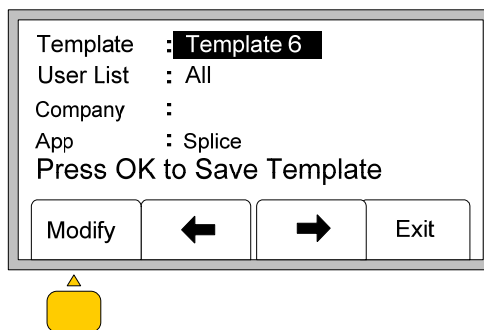 Template : Template 6
User List : All
Company :
App : Splice
Press OK to Save Template
Modify Exit